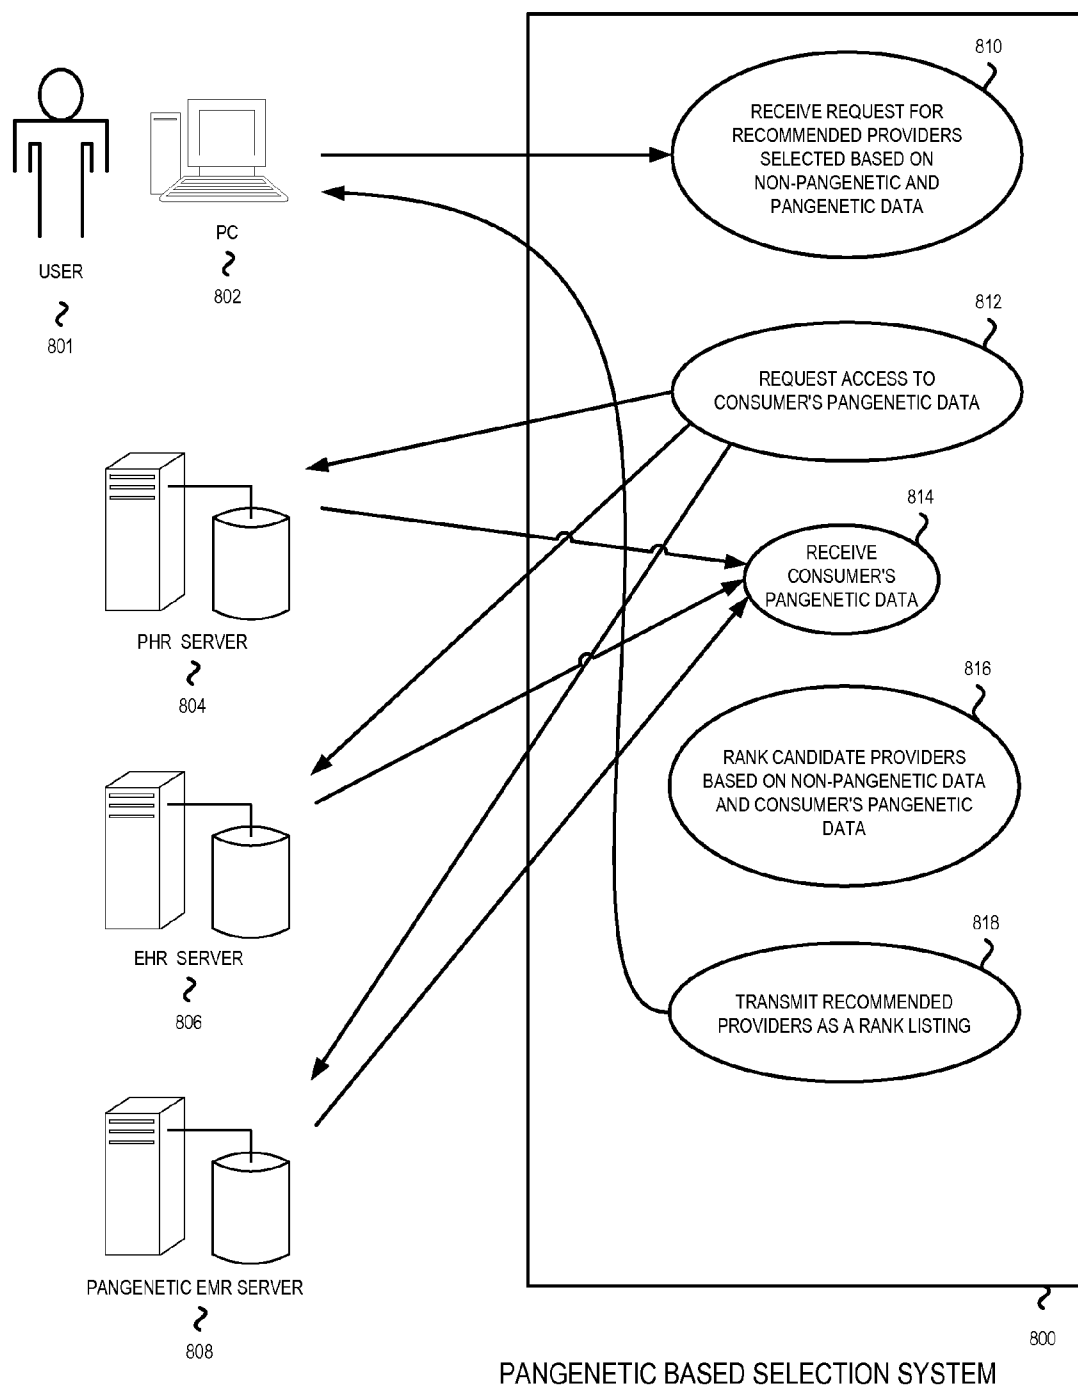 810
RECEIVE REQUEST FOR
RECOMMENDED PROVIDERS
SELECTED BASED ON
NON-PANGENETIC AND
PANGENETIC DATA
USER
801
PC
802
812
REQUEST ACCESS TO
CONSUMER'S PANGENETIC DATA
814
RECEIVE
CONSUMER'S
PANGENETIC DATA
PHR SERVER
804
816
RANK CANDIDATE PROVIDERS
BASED ON NON-PANGENETIC DATA
AND CONSUMER'S PANGENETIC
DATA
EHR SERVER
806
818
TRANSMIT RECOMMENDED
PROVIDERS AS A RANK LISTING
PANGENETIC EMR SERVER
808
800
PANGENETIC BASED SELECTION SYSTEM